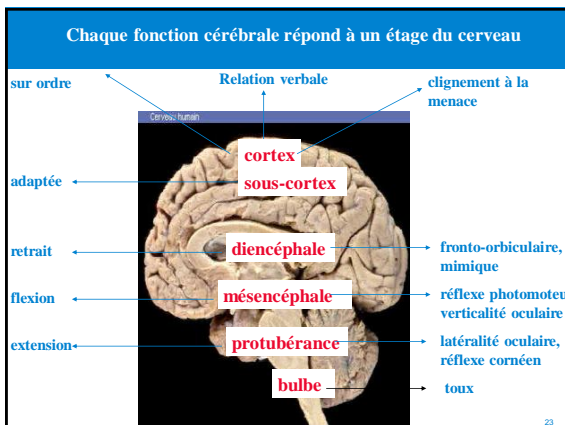 Chaque fonction cérébrale répond à un étage du cerveau
sur ordre
Relation verbale
clignement à la
menace
Cerveau humain
cortex
adaptée
sous-cortex
retrait
diencéphale
fronto-orbiculaire,
mimique
flexion
mésencéphale
réflexe photomoteu
verticalité oculaire
extension
protubérance
latéralité oculaire,
réflexe cornéen
bulbe
toux
23